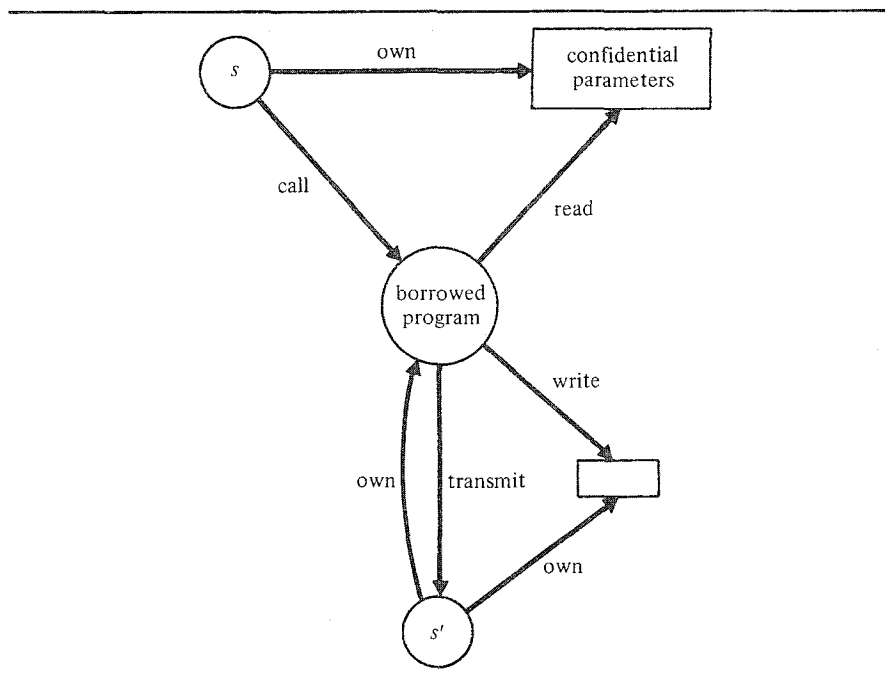 own
s
confidential
parameters
call
read
borrowed
program
write
own
transmit
own
s'